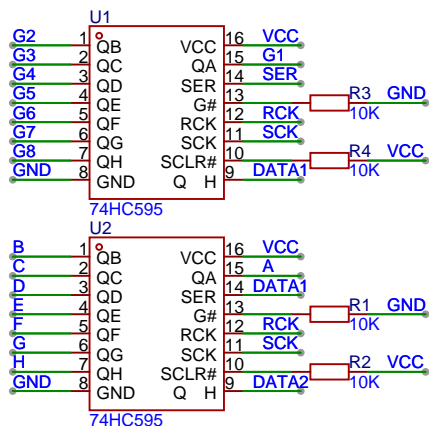 U1
G2 1 QB VCC 16 VCC
G3 2 QC QA 15 G1
G4 3 QD SER 14 SER
G5 4 QE G# 13 R3 GND
G6 5 QF RCK 12 RCK 10K
G7 6 QG SCK 11 SCK
G8 7 QH SCLR# 10 R4 VCC
GND 8 GND Q H 9 DATA1 10K
74HC595
U2
B 1 QB VCC 16 VCC
C 2 QC QA 15 A
D 3 QD SER 14 DATA1
E 4 QE G# 13 R1 GND
F 5 QF RCK 12 RCK 10K
G 6 QG SCK 11 SCK
H 7 QH SCLR# 10 R2 VCC
GND 8 GND Q H 9 DATA2 10K
74HC595